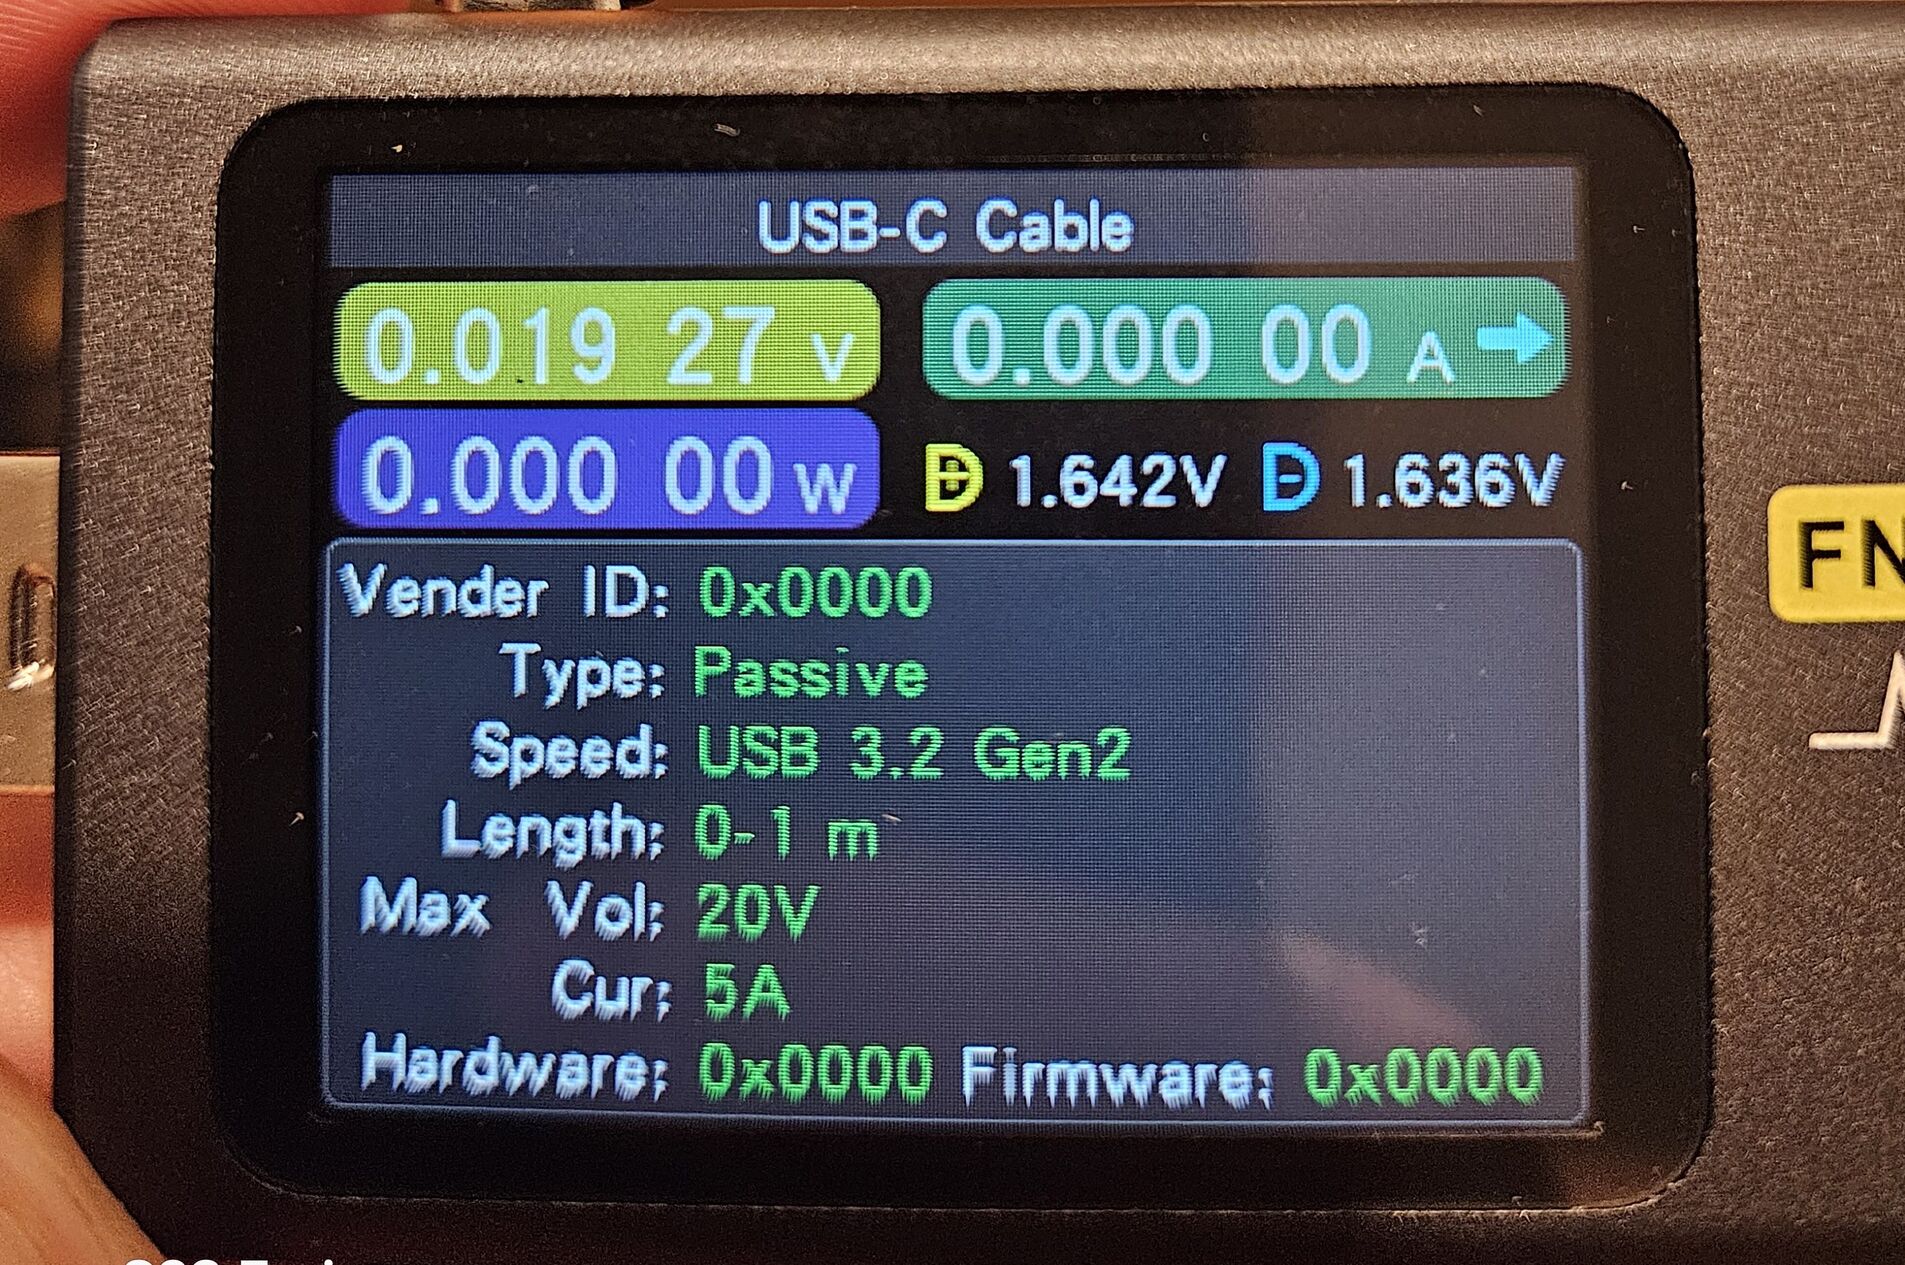 USB-C Cable
0.019 27 V 0.000 00 A
0.000 00 W D+ 1.642V D- 1.636V
Vender ID: 0x0000
Type: Passive
Speed: USB 3.2 Gen2
Length: 0-1 m
Max Vol: 20V
Cur: 5A
Hardware: 0x0000 Firmware: 0x0000
FN